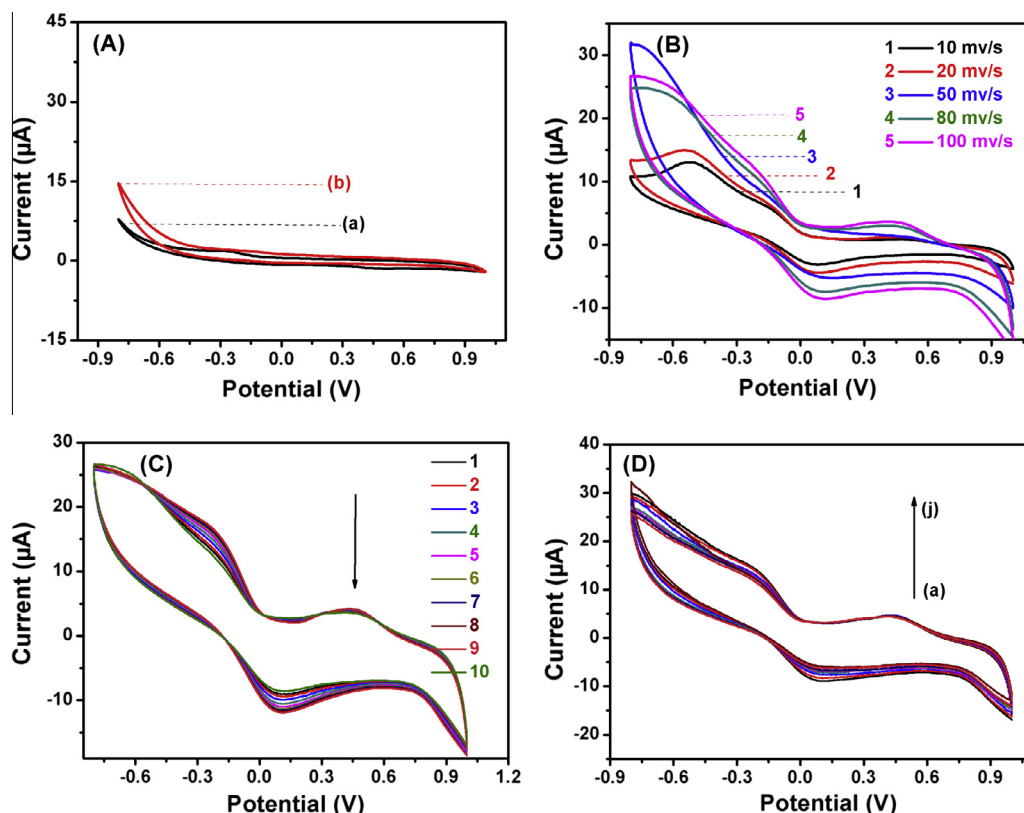 (A)
45
30
15
0
-15
Current (µA)
(b)
(a)
-0.9 -0.6 -0.3 0.0 0.3 0.6 0.9
Potential (V)
(B)
30
20
10
0
-10
Current (µA)
1 10 mv/s
2 20 mv/s
3 50 mv/s
4 80 mv/s
5 100 mv/s
5
4
3
2
1
-0.9 -0.6 -0.3 0.0 0.3 0.6 0.9
Potential (V)
(C)
30
20
10
0
-10
Current (µA)
1
2
3
4
5
6
7
8
9
10
-0.6 -0.3 0.0 0.3 0.6 0.9 1.2
Potential (V)
(D)
40
30
20
10
0
-10
-20
Current (µA)
(j)
(a)
-0.9 -0.6 -0.3 0.0 0.3 0.6 0.9
Potential (V)